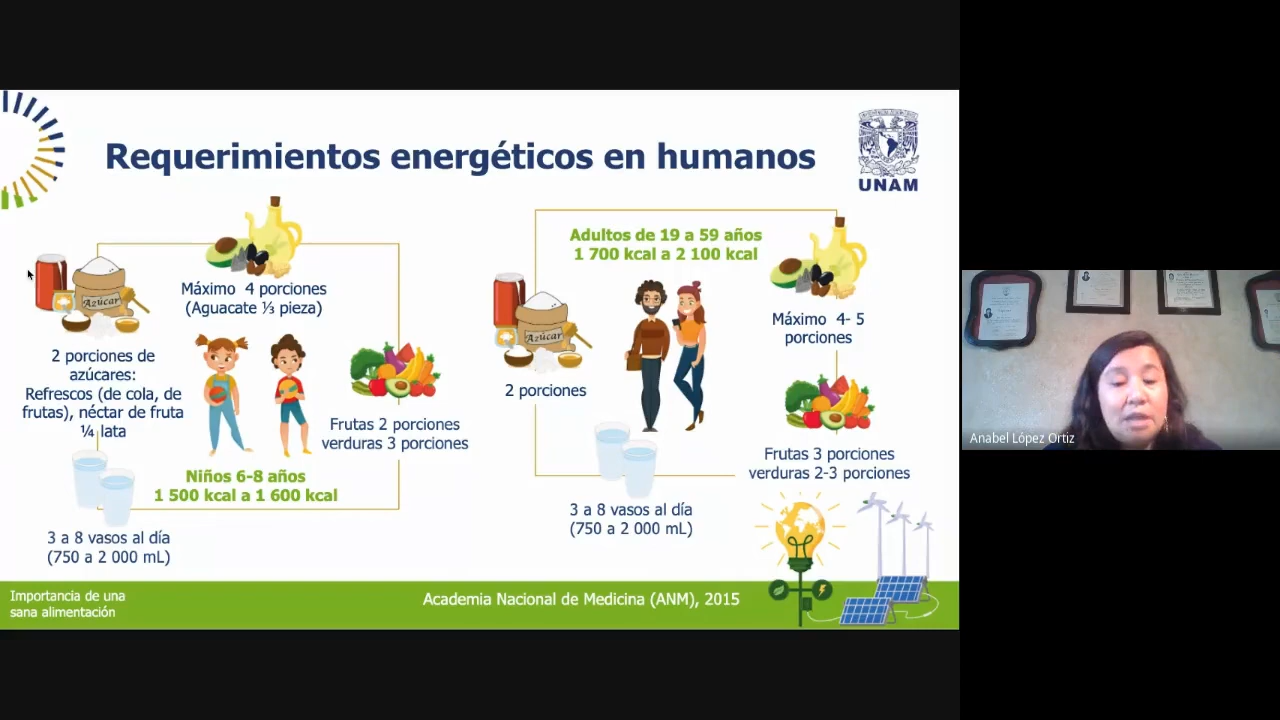 Requerimientos energéticos en humanos
UNAM
Azúcar
Máximo 4 porciones
(Aguacate ⅓ pieza)
2 porciones de
azúcares:
Refrescos (de cola, de
frutas), néctar de fruta
¼ lata
Frutas 2 porciones
verduras 3 porciones
Niños 6-8 años
1 500 kcal a 1 600 kcal
3 a 8 vasos al día
(750 a 2 000 mL)
Adultos de 19 a 59 años
1 700 kcal a 2 100 kcal
Azúcar
2 porciones
Máximo 4- 5
porciones
Frutas 3 porciones
verduras 2-3 porciones
3 a 8 vasos al día
(750 a 2 000 mL)
Importancia de una
sana alimentación
Academia Nacional de Medicina (ANM), 2015
Anabel López Ortiz